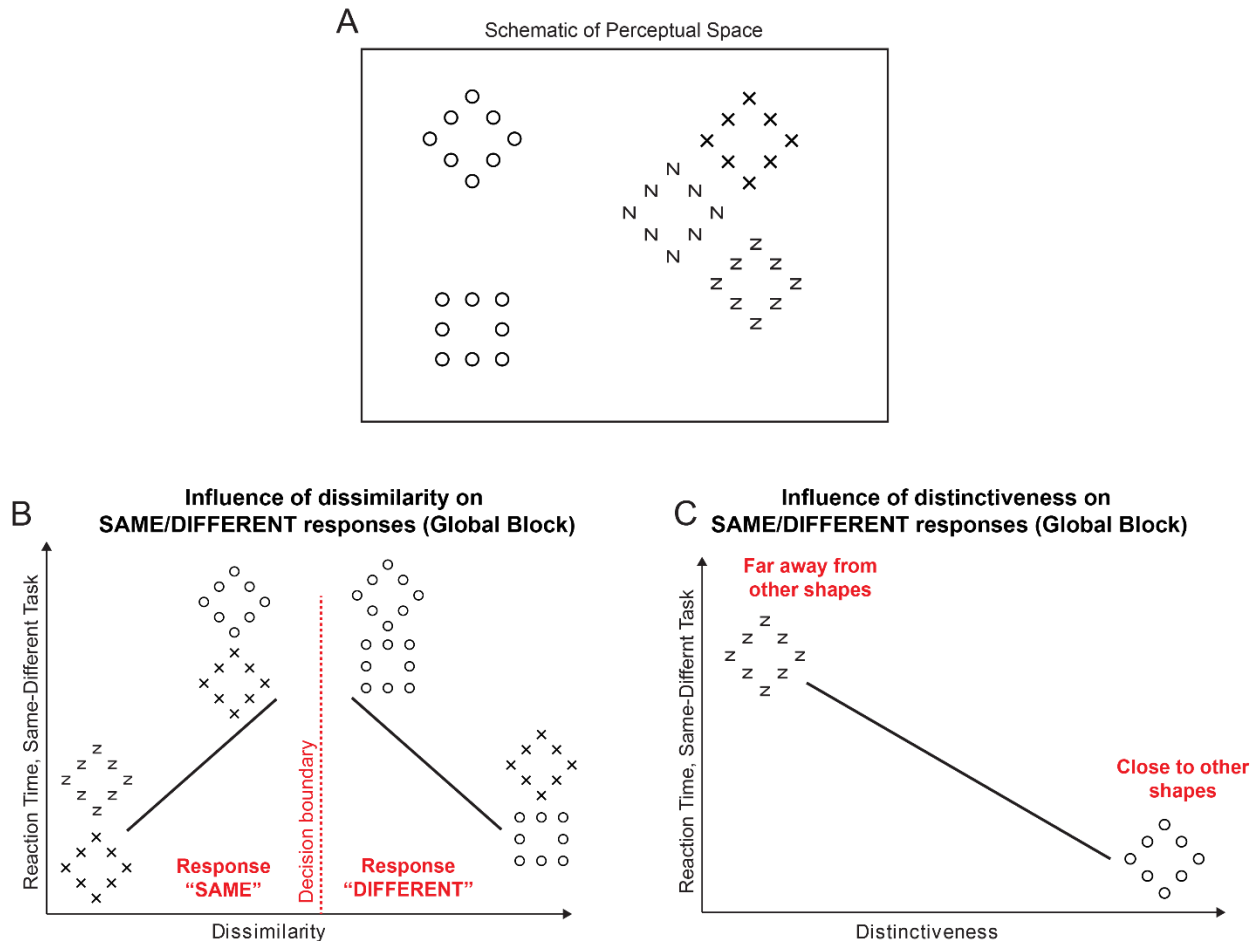 A
Schematic of Perceptual Space
B
Influence of dissimilarity on
SAME/DIFFERENT responses (Global Block)
Reaction Time, Same-Different Task
Decision boundary
Response
“SAME”
Response
“DIFFERENT”
Dissimilarity
C
Influence of distinctiveness on
SAME/DIFFERENT responses (Global Block)
Reaction Time, Same-Differnt Task
Far away from
other shapes
Close to other
shapes
Distinctiveness